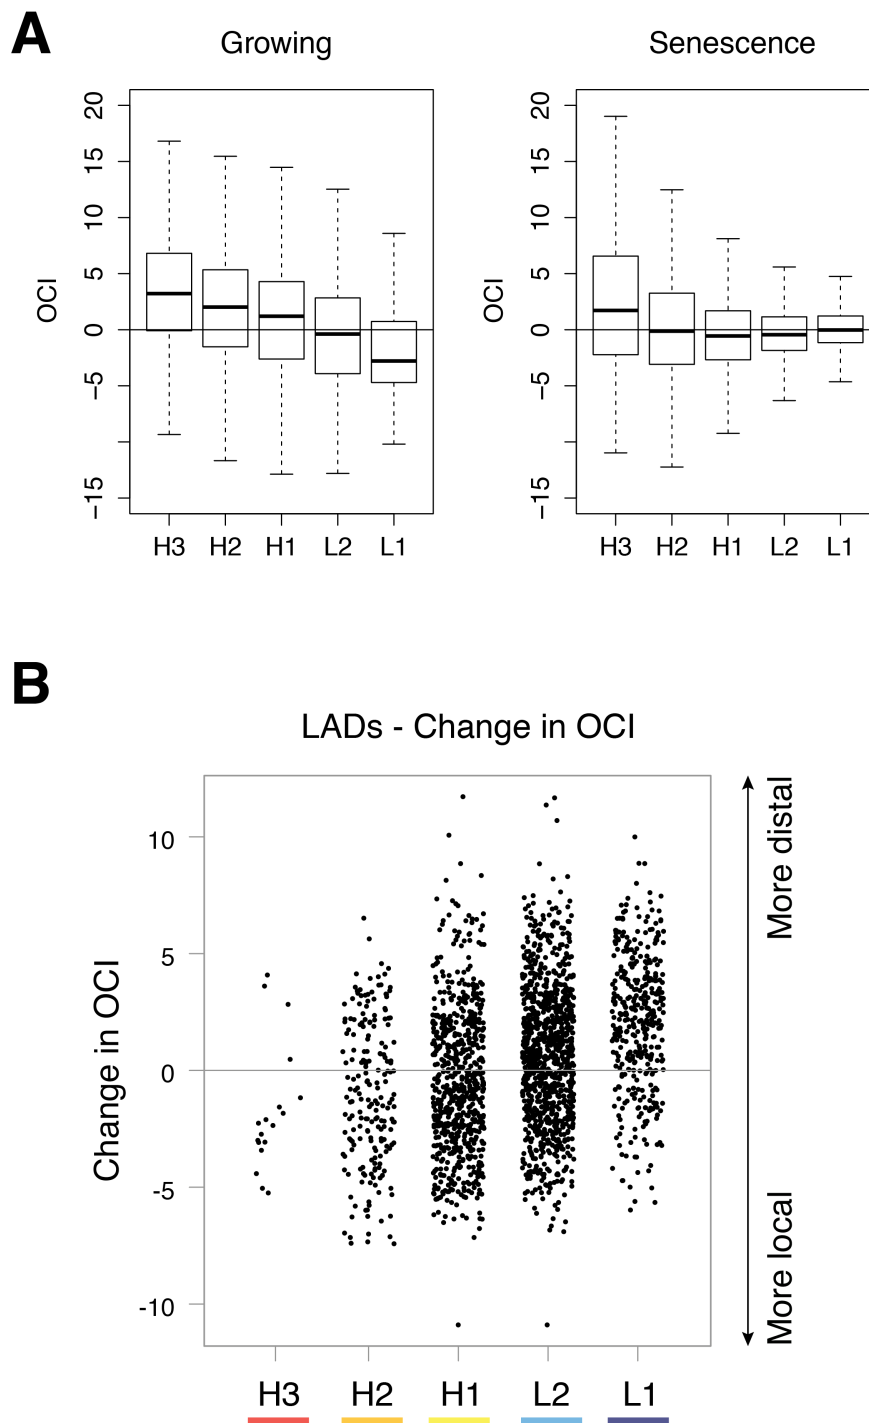 A
Growing
Senescence
20
15
10
5
0
−5
−15
OCI
H3 H2 H1 L2 L1
20
15
10
5
0
−5
−15
OCI
H3 H2 H1 L2 L1
B
LADs - Change in OCI
10
5
0
-5
-10
Change in OCI
More distal
More local
H3 H2 H1 L2 L1